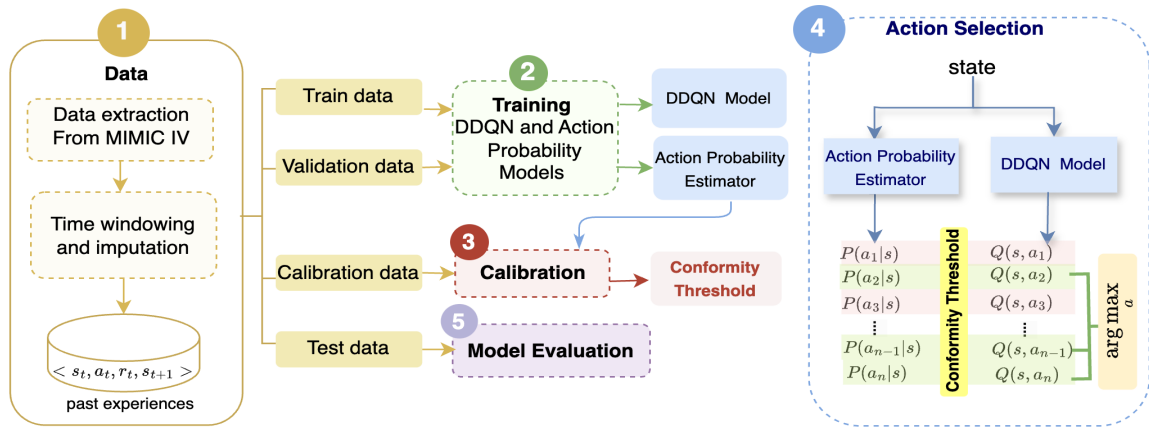 1
Data
Data extraction
From MIMIC IV
Time windowing
and imputation
< s_t, a_t, r_t, s_{t+1} >
past experiences
Train data
Validation data
Calibration data
Test data
2
Training
DDQN and Action
Probability
Models
DDQN Model
Action Probability
Estimator
3
Calibration
Conformity
Threshold
5
Model Evaluation
4
Action Selection
state
Action Probability
Estimator
DDQN Model
P(a_1|s)
P(a_2|s)
P(a_3|s)
⋮
P(a_{n-1}|s)
P(a_n|s)
Conformity Threshold
Q(s, a_1)
Q(s, a_2)
Q(s, a_3)
⋮
Q(s, a_{n-1})
Q(s, a_n)
arg max
a